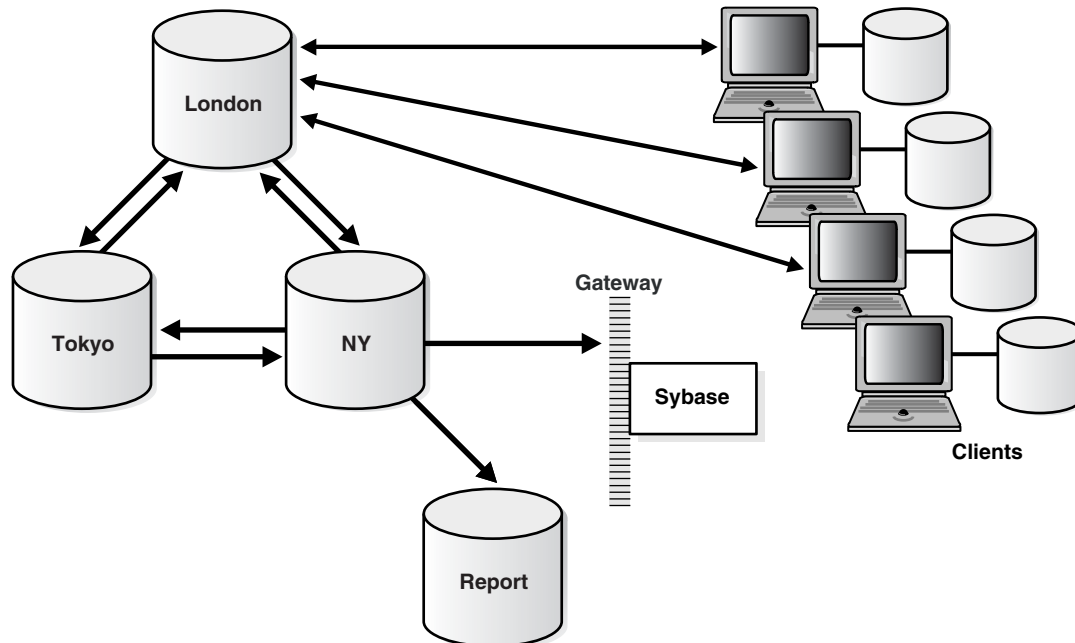 London
Gateway
Tokyo
NY
Sybase
Clients
Report